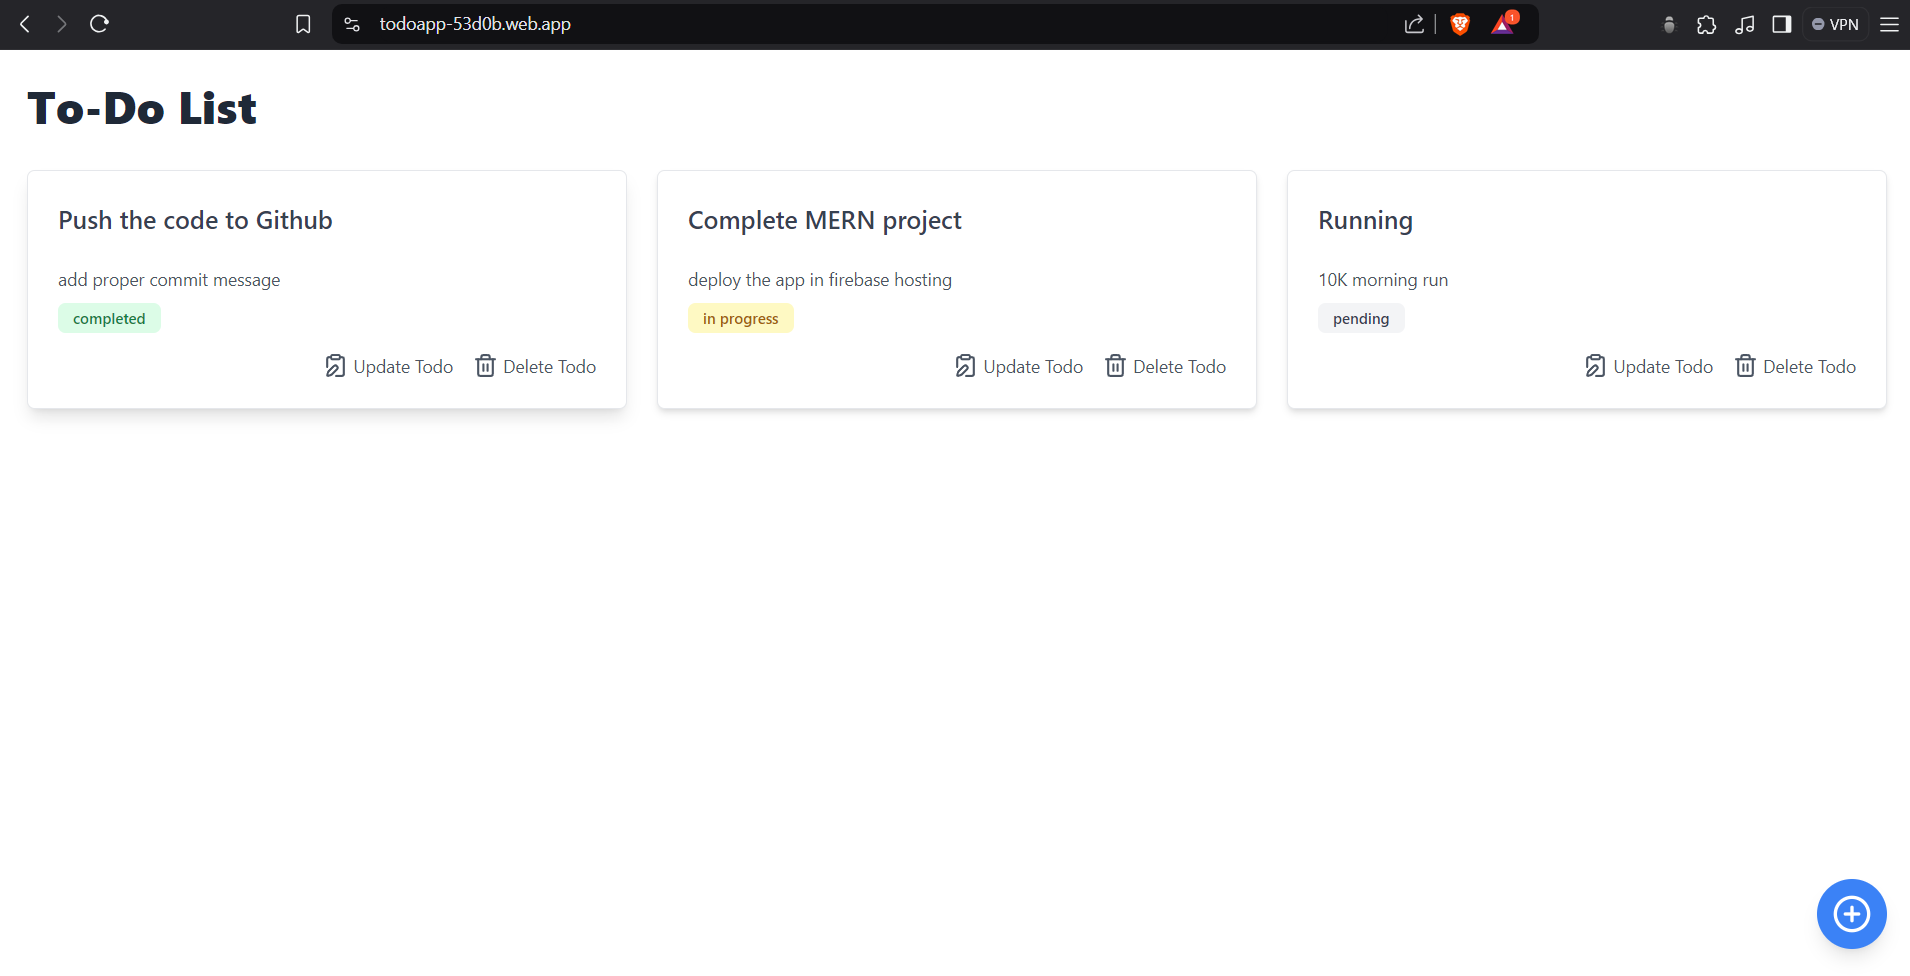 todoapp-53d0b.web.app
1
VPN
To-Do List
Push the code to Github
add proper commit message
completed
Update Todo
Delete Todo
Complete MERN project
deploy the app in firebase hosting
in progress
Update Todo
Delete Todo
Running
10K morning run
pending
Update Todo
Delete Todo